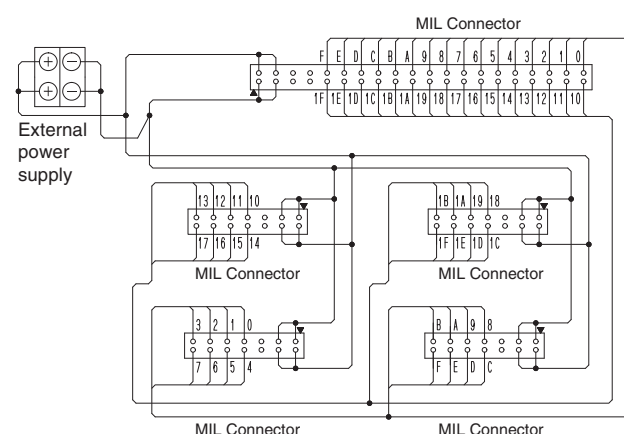 MIL Connector
F E D C B A 9 8 7 6 5 4 3 2 1 0
1F 1E 1D 1C 1B 1A 19 18 17 16 15 14 13 12 11 10
External
power
supply
13 12 11 10
17 16 15 14
MIL Connector
1B 1A 19 18
1F 1E 1D 1C
MIL Connector
3 2 1 0
7 6 5 4
MIL Connector
B A 9 8
F E D C
MIL Connector